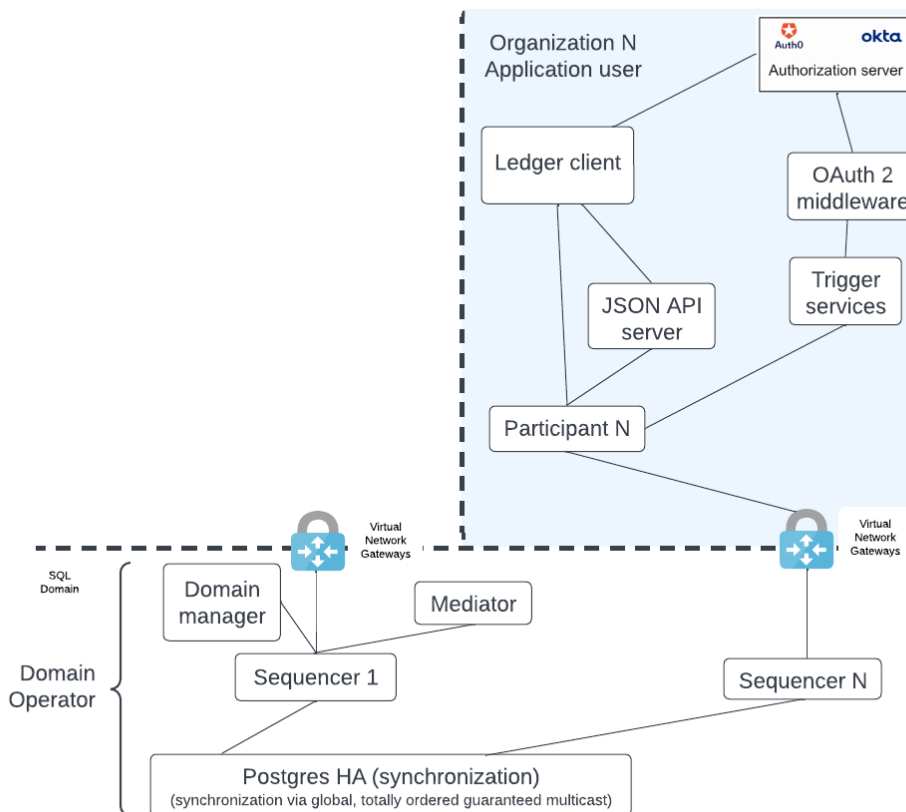 Organization N
Application user
Auth0
okta
Authorization server
Ledger client
OAuth 2
middleware
JSON API
server
Trigger
services
Participant N
Virtual
Network
Gateways
Virtual
Network
Gateways
SQL
Domain
Domain
manager
Mediator
Domain
Operator
Sequencer 1
Sequencer N
Postgres HA (synchronization)
(synchronization via global, totally ordered guaranteed multicast)